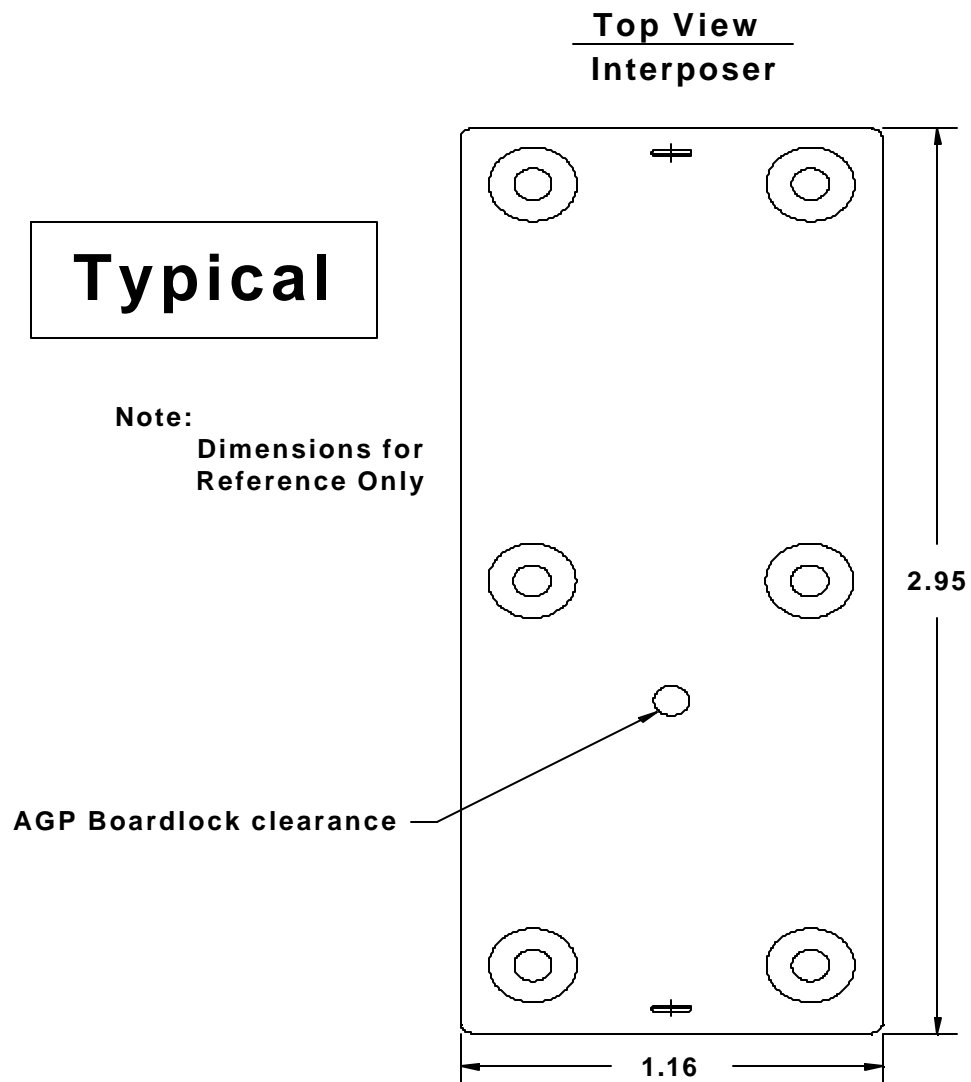 Top View
Interposer
Typical
Note:
Dimensions for
Reference Only
2.95
AGP Boardlock clearance
1.16